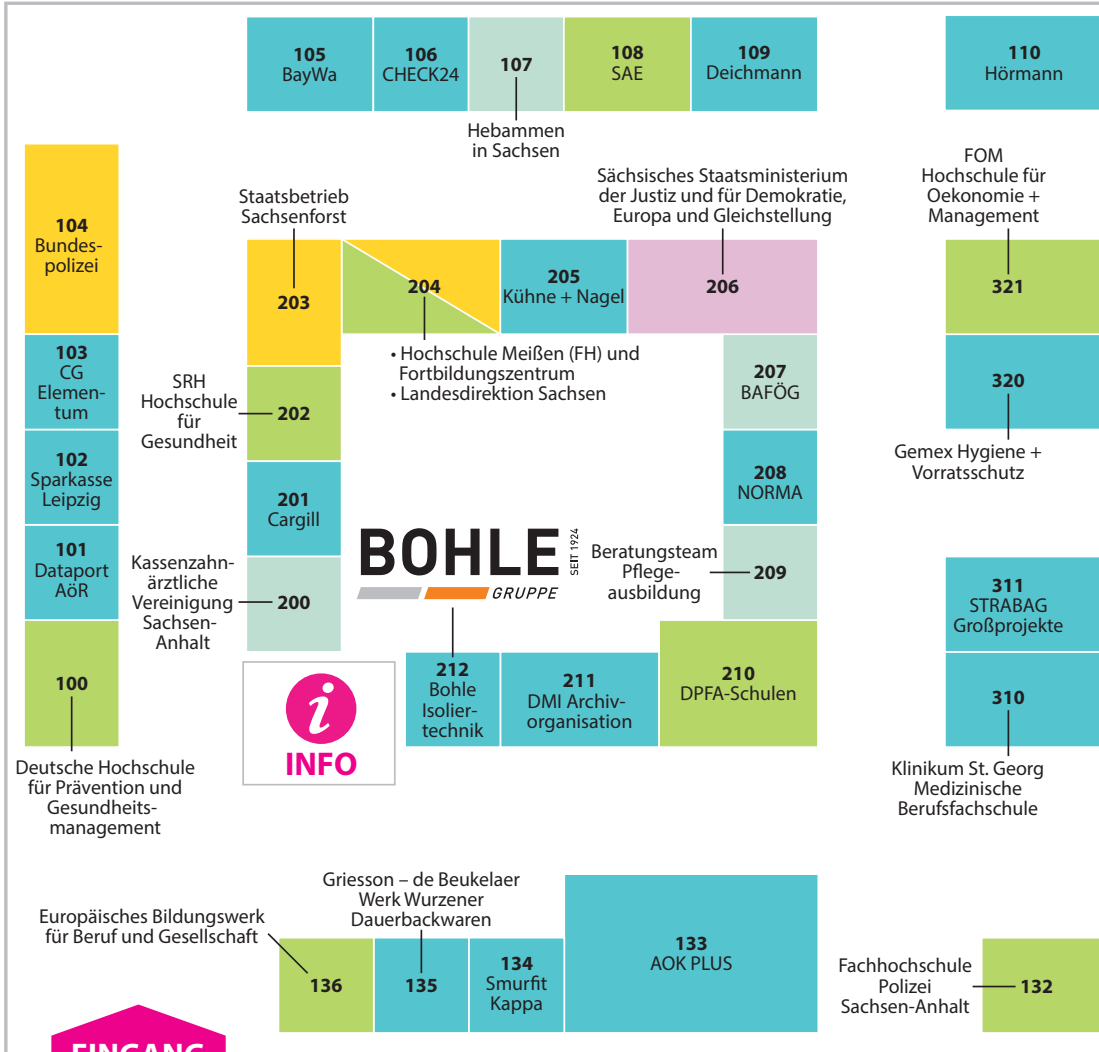 105
BayWa
106
CHECK24
107
108
SAE
109
Deichmann
110
Hörmann
Hebammen
in Sachsen
104
Bundes-
polizei
Staatsbetrieb
Sachsenforst
Sächsisches Staatsministerium
der Justiz und für Demokratie,
Europa und Gleichstellung
FOM
Hochschule für
Oekonomie +
Management
203
204
205
Kühne + Nagel
206
321
• Hochschule Meißen (FH) und
Fortbildungszentrum
• Landesdirektion Sachsen
103
CG
Elemen-
tum
SRH
Hochschule
für
Gesundheit
202
207
BAFÖG
320
Gemex Hygiene +
Vorratsschutz
102
Sparkasse
Leipzig
201
Cargill
208
NORMA
101
Dataport
AöR
Kassenzahn-
ärztliche
Vereinigung
Sachsen-
Anhalt
200
BOHLE
SEIT 1924
GRUPPE
Beratungsteam
Pflege-
ausbildung
209
311
STRABAG
Großprojekte
100
i
INFO
212
Bohle
Isolier-
technik
211
DMI Archiv-
organisation
210
DPFA-Schulen
310
Deutsche Hochschule
für Prävention und
Gesundheits-
management
Klinikum St. Georg
Medizinische
Berufsfachschule
Europäisches Bildungswerk
für Beruf und Gesellschaft
Griesson – de Beukelaer
Werk Wurzener
Dauerbackwaren
136
135
134
Smurfit
Kappa
133
AOK PLUS
Fachhochschule
Polizei
Sachsen-Anhalt
132
EINGANG